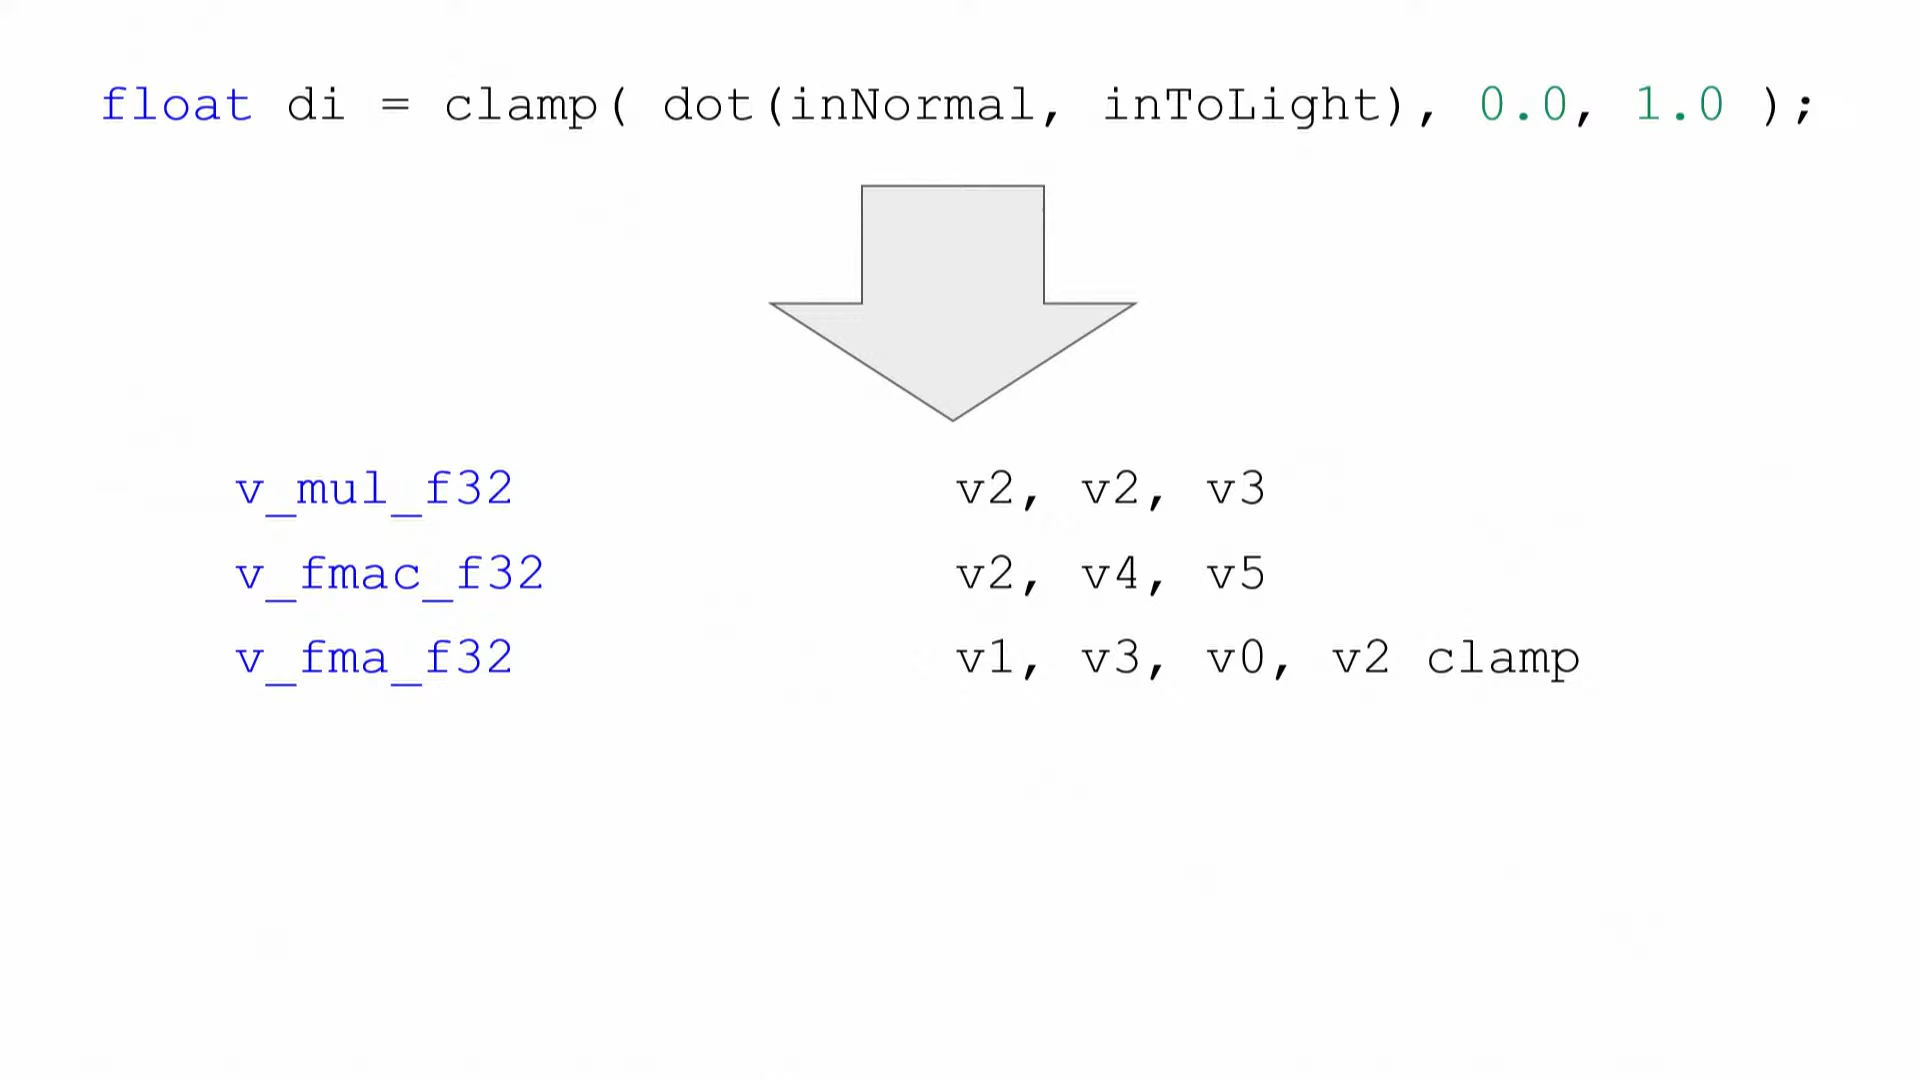 float di = clamp( dot(inNormal, inToLight), 0.0, 1.0 );
v_mul_f32 v2, v2, v3
v_fmac_f32 v2, v4, v5
v_fma_f32 v1, v3, v0, v2 clamp